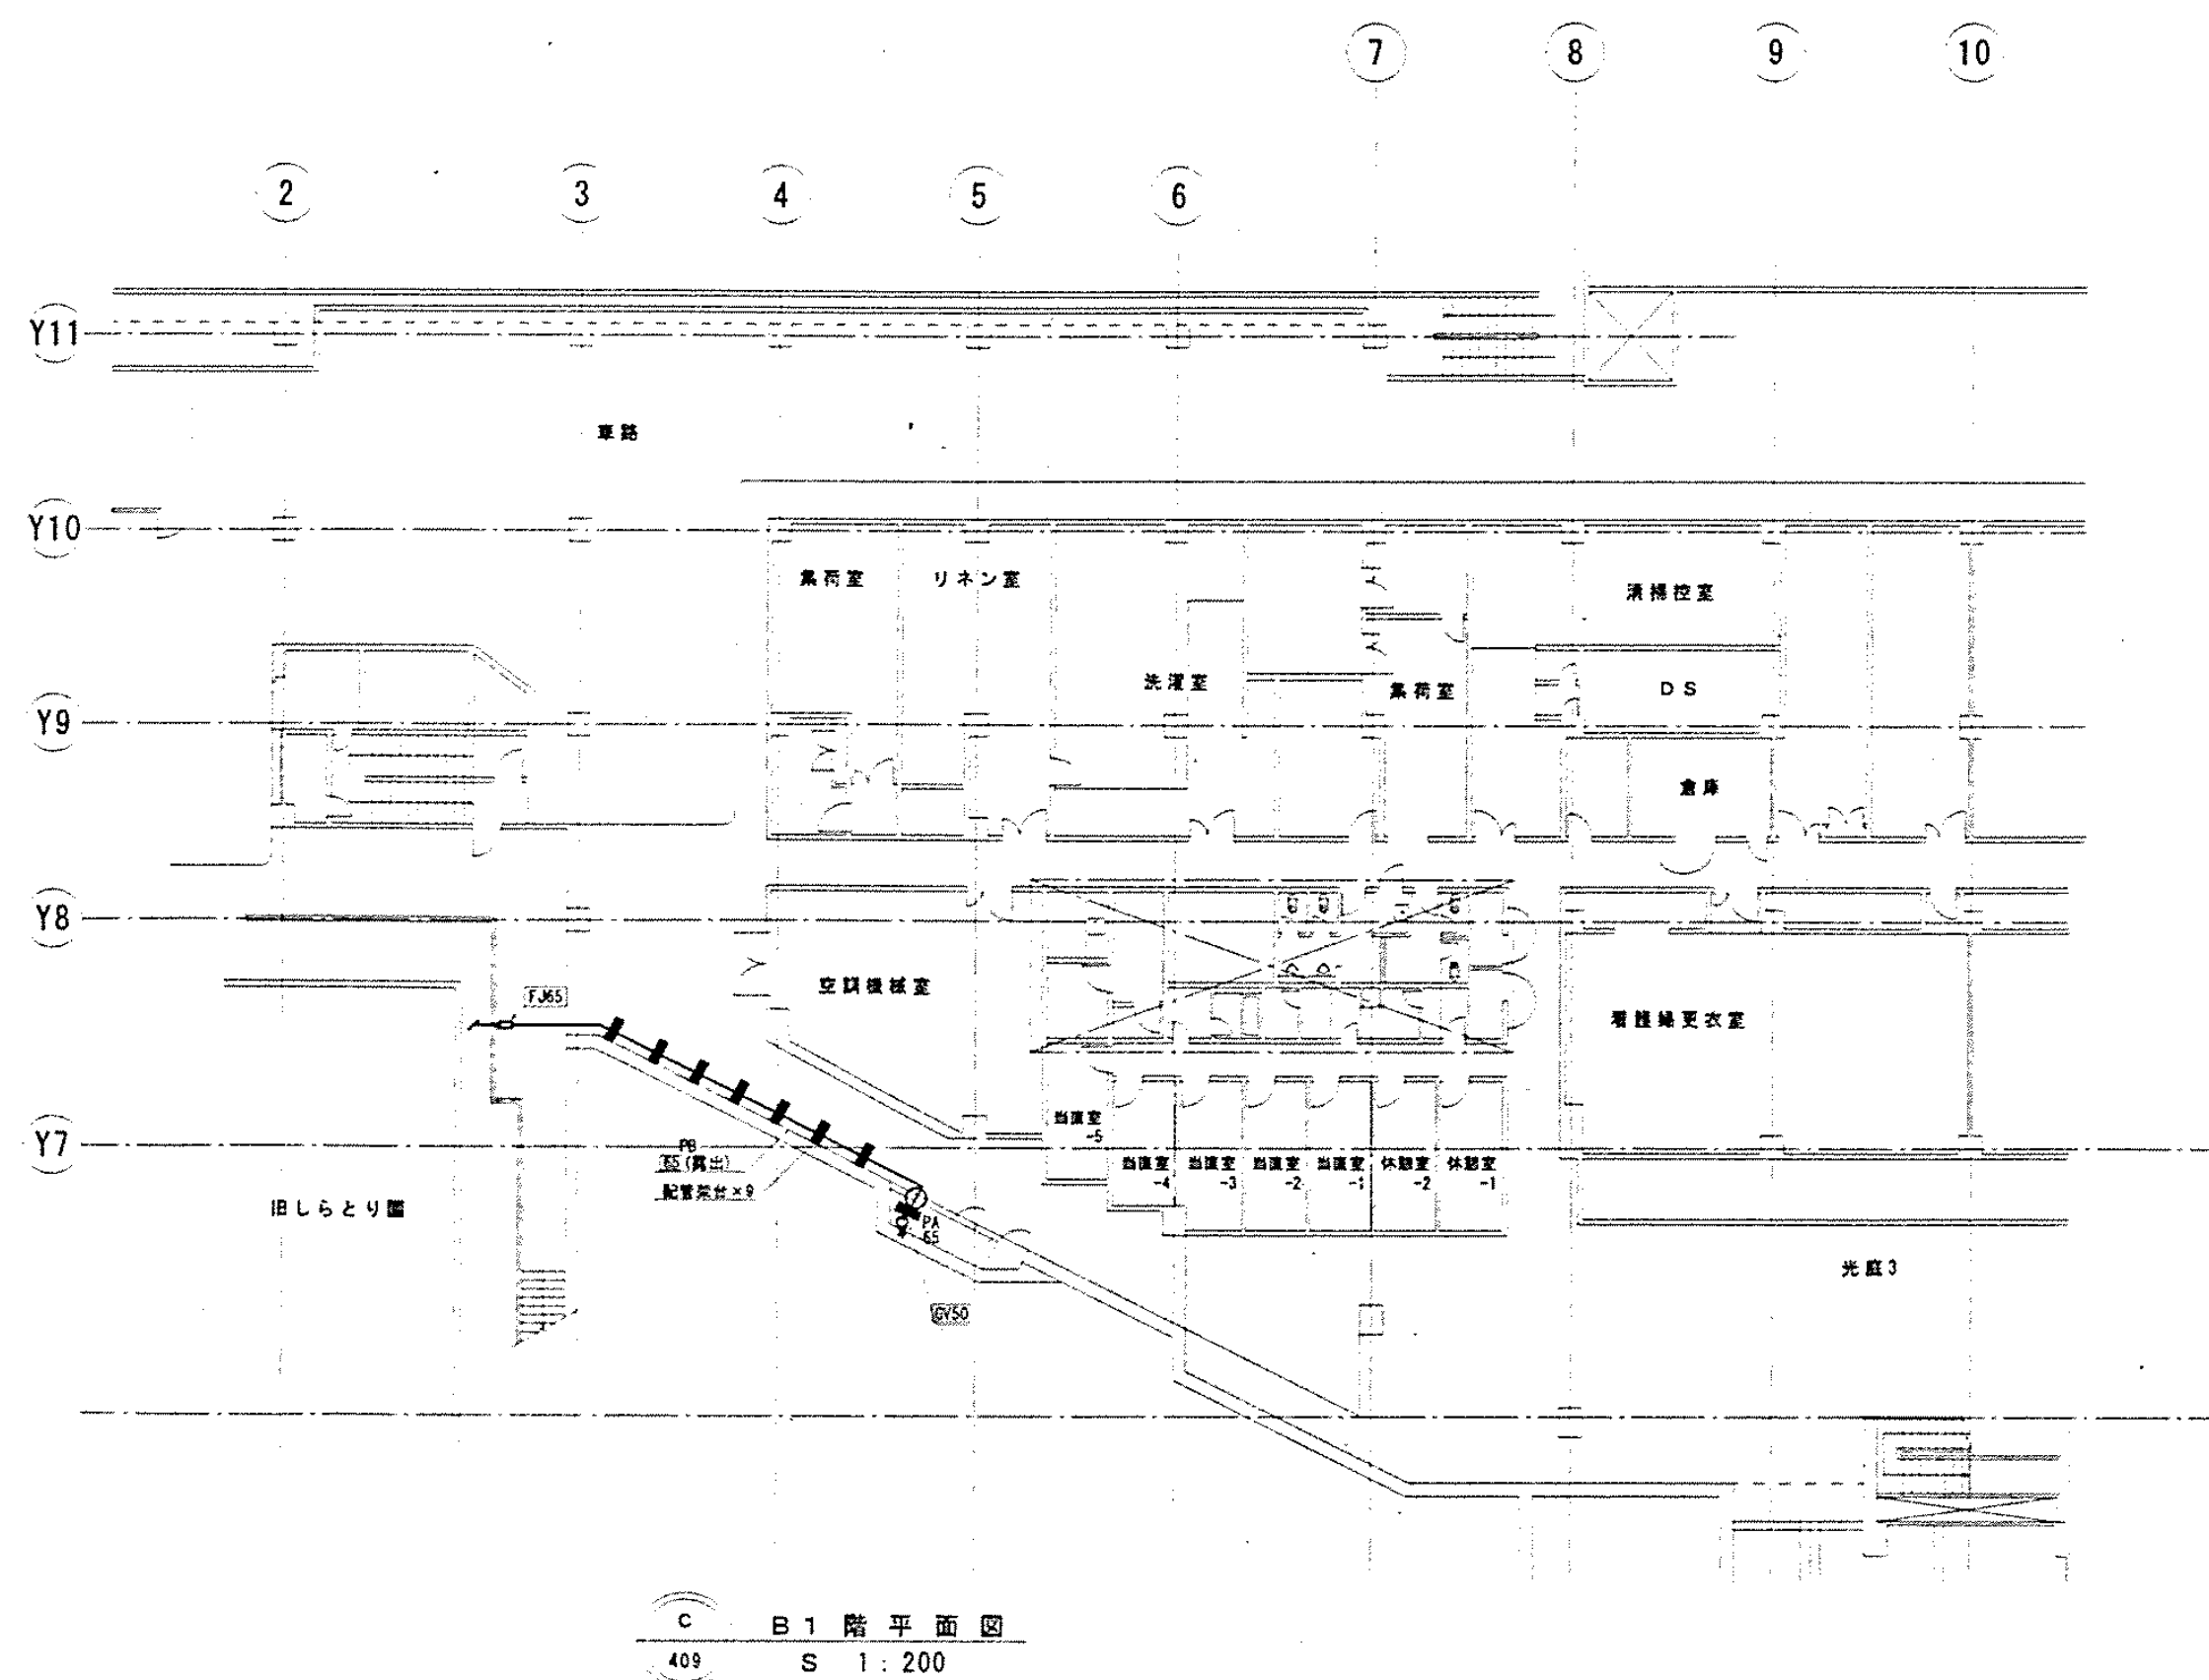 7 8 9 10
2 3 4 5 6
Y11
車路
Y10
集荷室 リネン室
清掃控室
洗濯室
集荷室
DS
Y9
倉庫
Y8
空調機械室
FJ65
看護婦更衣室
当直室
-5
Y7
PB
65(露出)
配管架台×9
当直室
-4
当直室
-3
当直室
-2
当直室
-1
休憩室
-2
休憩室
-1
旧しらとり園
PA
65
光庭3
GV50
C
409
B1階平面図
S 1:200